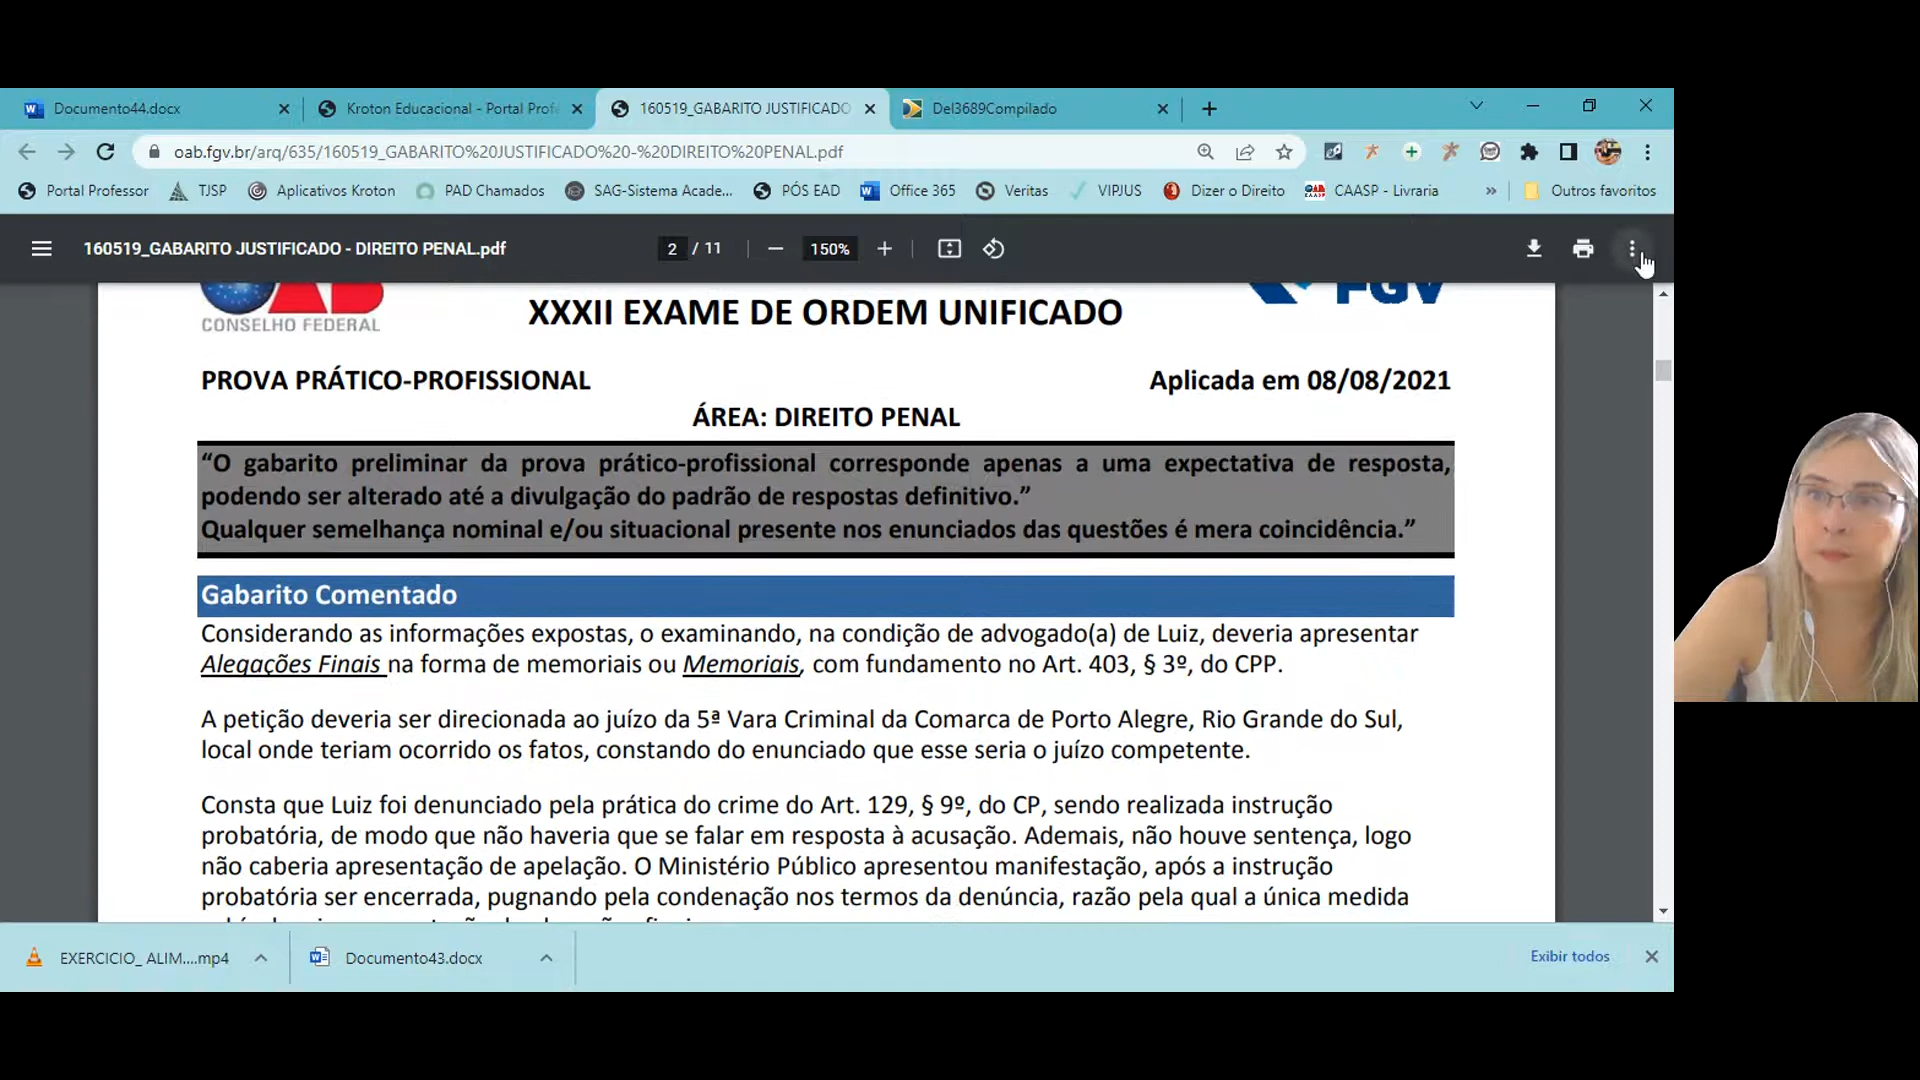 Documento44.docx
Kroton Educacional - Portal Prof
160519_GABARITO JUSTIFICADO
Del3689Compilado
oab.fgv.br/arq/635/160519_GABARITO%20JUSTIFICADO%20-%20DIREITO%20PENAL.pdf
Portal Professor
TJSP
Aplicativos Kroton
PAD Chamados
SAG-Sistema Acade...
PÓS EAD
Office 365
Veritas
VIPJUS
Dizer o Direito
CAASP - Livraria
»
Outros favoritos
160519_GABARITO JUSTIFICADO - DIREITO PENAL.pdf
2 / 11
150%
OAB
CONSELHO FEDERAL
XXXII EXAME DE ORDEM UNIFICADO
FGV
PROVA PRÁTICO-PROFISSIONAL
Aplicada em 08/08/2021
ÁREA: DIREITO PENAL
“O gabarito preliminar da prova prático-profissional corresponde apenas a uma expectativa de resposta,
podendo ser alterado até a divulgação do padrão de respostas definitivo.”
Qualquer semelhança nominal e/ou situacional presente nos enunciados das questões é mera coincidência.”
Gabarito Comentado
Considerando as informações expostas, o examinando, na condição de advogado(a) de Luiz, deveria apresentar
Alegações Finais na forma de memoriais ou Memoriais, com fundamento no Art. 403, § 3º, do CPP.
A petição deveria ser direcionada ao juízo da 5ª Vara Criminal da Comarca de Porto Alegre, Rio Grande do Sul,
local onde teriam ocorrido os fatos, constando do enunciado que esse seria o juízo competente.
Consta que Luiz foi denunciado pela prática do crime do Art. 129, § 9º, do CP, sendo realizada instrução
probatória, de modo que não haveria que se falar em resposta à acusação. Ademais, não houve sentença, logo
não caberia apresentação de apelação. O Ministério Público apresentou manifestação, após a instrução
probatória ser encerrada, pugnando pela condenação nos termos da denúncia, razão pela qual a única medida
EXERCICIO_ ALIM....mp4
Documento43.docx
Exibir todos